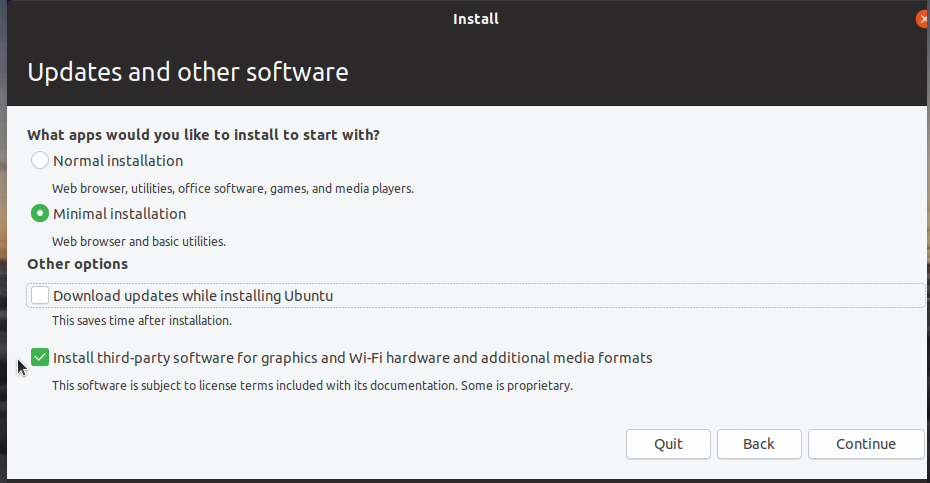 Install
Updates and other software
What apps would you like to install to start with?
Normal installation
Web browser, utilities, office software, games, and media players.
Minimal installation
Web browser and basic utilities.
Other options
Download updates while installing Ubuntu
This saves time after installation.
Install third-party software for graphics and Wi-Fi hardware and additional media formats
This software is subject to license terms included with its documentation. Some is proprietary.
Quit Back Continue